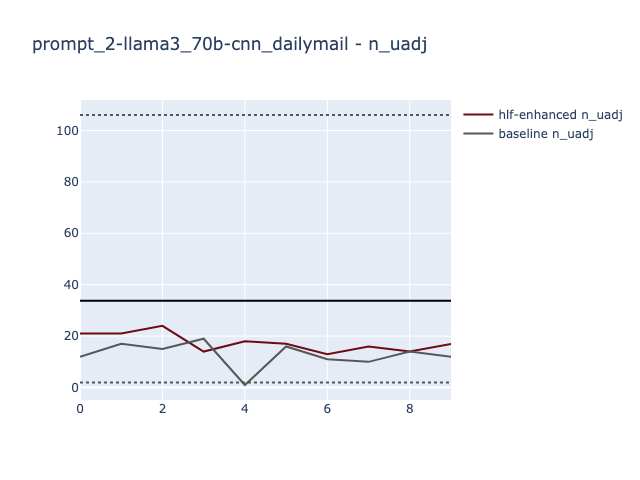 prompt_2-llama3_70b-cnn_dailymail - n_uadj
hlf-enhanced n_uadj
baseline n_uadj
100
80
60
40
20
0
0 2 4 6 8